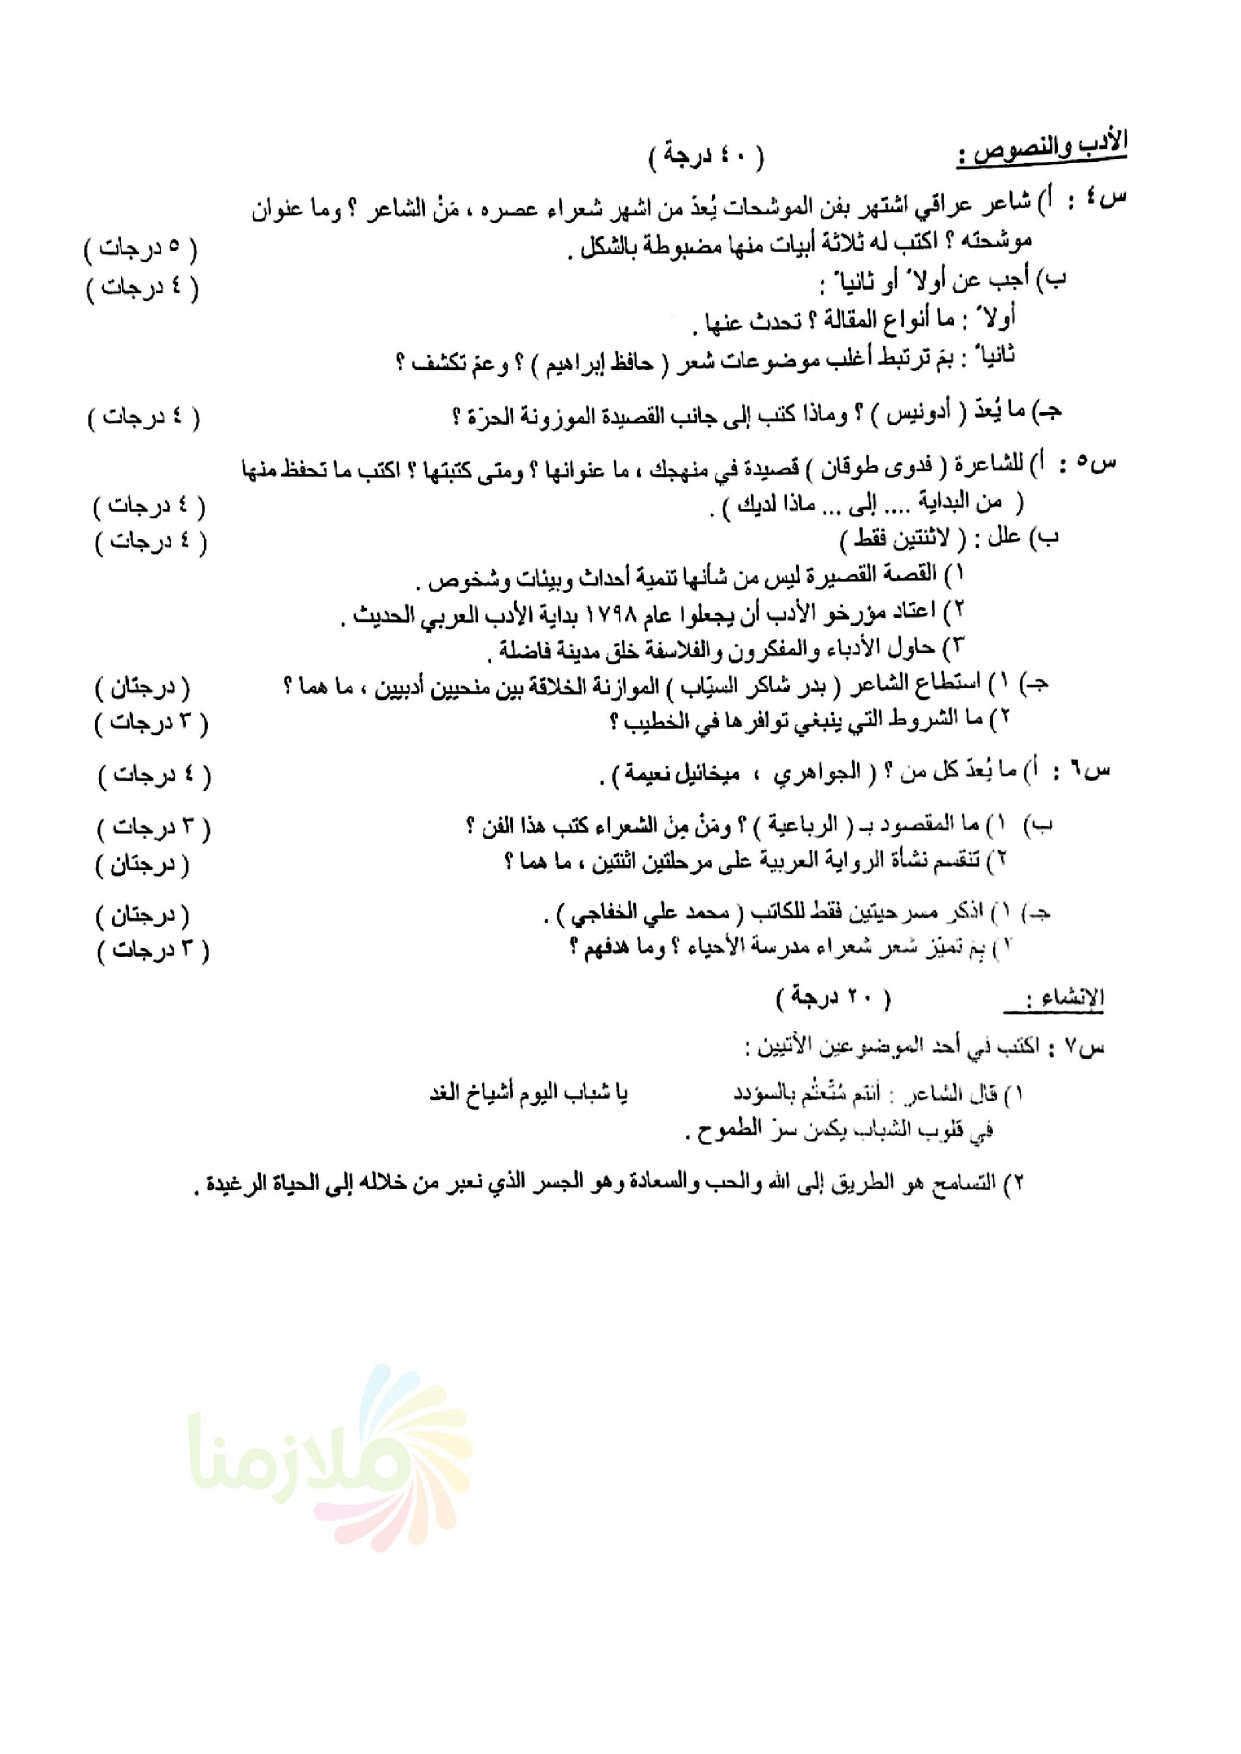 الأدب والنصوص : ( ٤٠ درجة )
س٤ : أ) شاعر عراقي اشتهر بفن الموشحات يُعدّ من اشهر شعراء عصره ، مَنْ الشاعر ؟ وما عنوان
موشحته ؟ اكتب له ثلاثة أبيات منها مضبوطة بالشكل . ( ٥ درجات )
ب) أجب عن أولاً أو ثانياً : ( ٤ درجات )
أولاً : ما أنواع المقالة ؟ تحدث عنها .
ثانياً : بمَ ترتبط أغلب موضوعات شعر ( حافظ إبراهيم ) ؟ وعمّ تكشف ؟
جـ) ما يُعدّ ( أدونيس ) ؟ وماذا كتب إلى جانب القصيدة الموزونة الحرّة ؟ ( ٤ درجات )
س٥ : أ) للشاعرة ( فدوى طوقان ) قصيدة في منهجك ، ما عنوانها ؟ ومتى كتبتها ؟ اكتب ما تحفظ منها
( من البداية .... إلى ... ماذا لديك ) . ( ٤ درجات )
ب) علل : ( لاثنتين فقط ) ( ٤ درجات )
١) القصة القصيرة ليس من شأنها تنمية أحداث وبيئات وشخوص .
٢) اعتاد مؤرخو الأدب أن يجعلوا عام ١٧٩٨ بداية الأدب العربي الحديث .
٣) حاول الأدباء والمفكرون والفلاسفة خلق مدينة فاضلة .
جـ) ١) استطاع الشاعر ( بدر شاكر السيّاب ) الموازنة الخلاقة بين منحيين أدبيين ، ما هما ؟ ( درجتان )
٢) ما الشروط التي ينبغي توافرها في الخطيب ؟ ( ٣ درجات )
س٦ : أ) ما يُعدّ كل من ؟ ( الجواهري ، ميخائيل نعيمة ) . ( ٤ درجات )
ب) ١) ما المقصود بـ ( الرباعية ) ؟ ومَنْ مِنْ الشعراء كتب هذا الفن ؟ ( ٣ درجات )
٢) تنقسم نشأة الرواية العربية على مرحلتين اثنتين ، ما هما ؟ ( درجتان )
جـ) ١) اذكر مسرحيتين فقط للكاتب ( محمد علي الخفاجي ) . ( درجتان )
٢) بِمَ تميّز شعر شعراء مدرسة الأحياء ؟ وما هدفهم ؟ ( ٣ درجات )
الإنشاء : ( ٢٠ درجة )
س٧ : اكتب في أحد الموضوعين الآتيين :
١) قال الشاعر : أنتم مُتّعتُم بالسؤدد يا شباب اليوم أشياخ الغد
في قلوب الشباب يكمن سرّ الطموح .
٢) التسامح هو الطريق إلى الله والحب والسعادة وهو الجسر الذي نعبر من خلاله إلى الحياة الرغيدة .
ملازمنا